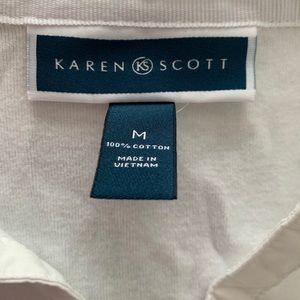 KAREN KS SCOTT
M
100% COTTON
MADE IN
VIETNAM